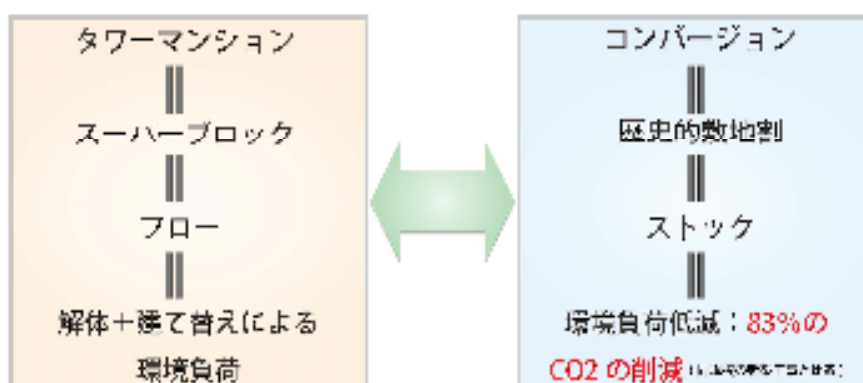 タワーマンション
スーパーブロック
フロー
解体+建て替えによる
環境負荷
コンバージョン
歴史的敷地割
ストック
環境負荷低減：83%の
CO2の削減